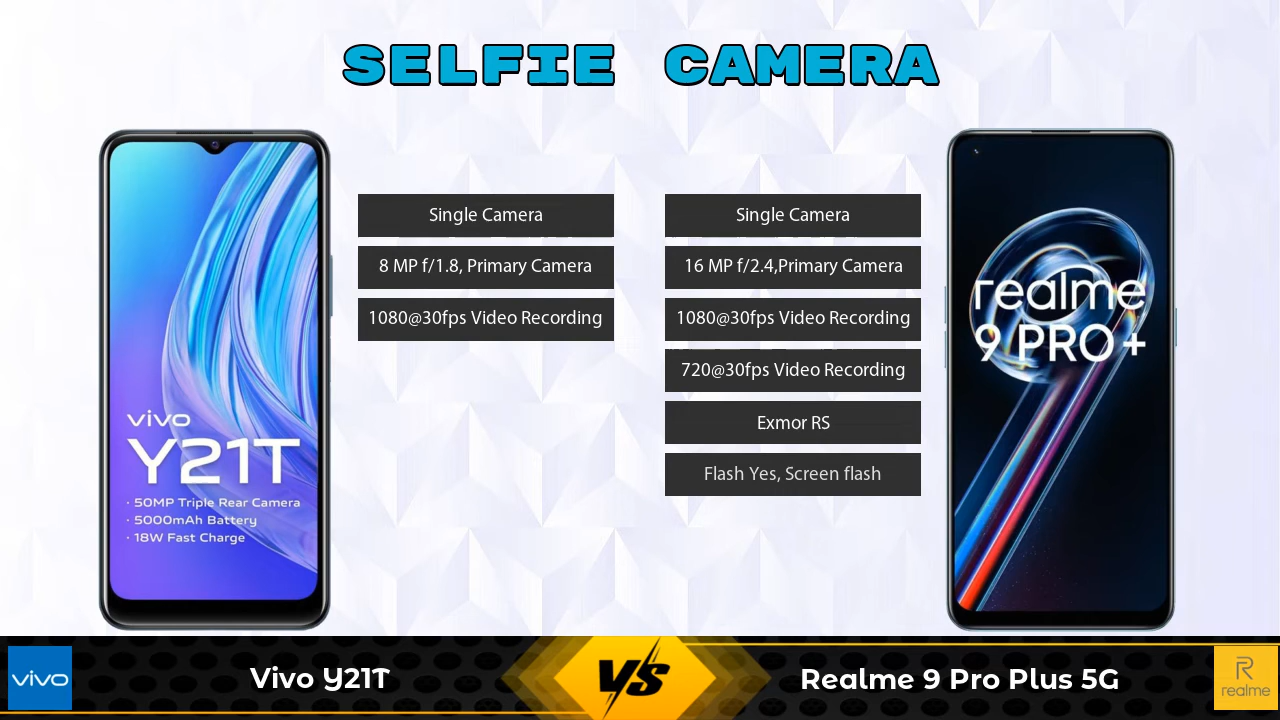 SELFIE CAMERA
Single Camera
8 MP f/1.8, Primary Camera
1080@30fps Video Recording
Single Camera
16 MP f/2.4,Primary Camera
1080@30fps Video Recording
720@30fps Video Recording
Exmor RS
Flash Yes, Screen flash
vivo
Y21T
· 50MP Triple Rear Camera
· 5000mAh Battery
· 18W Fast Charge
realme
9 PRO+
vivo
Vivo Y21T
VS
Realme 9 Pro Plus 5G
R
realme